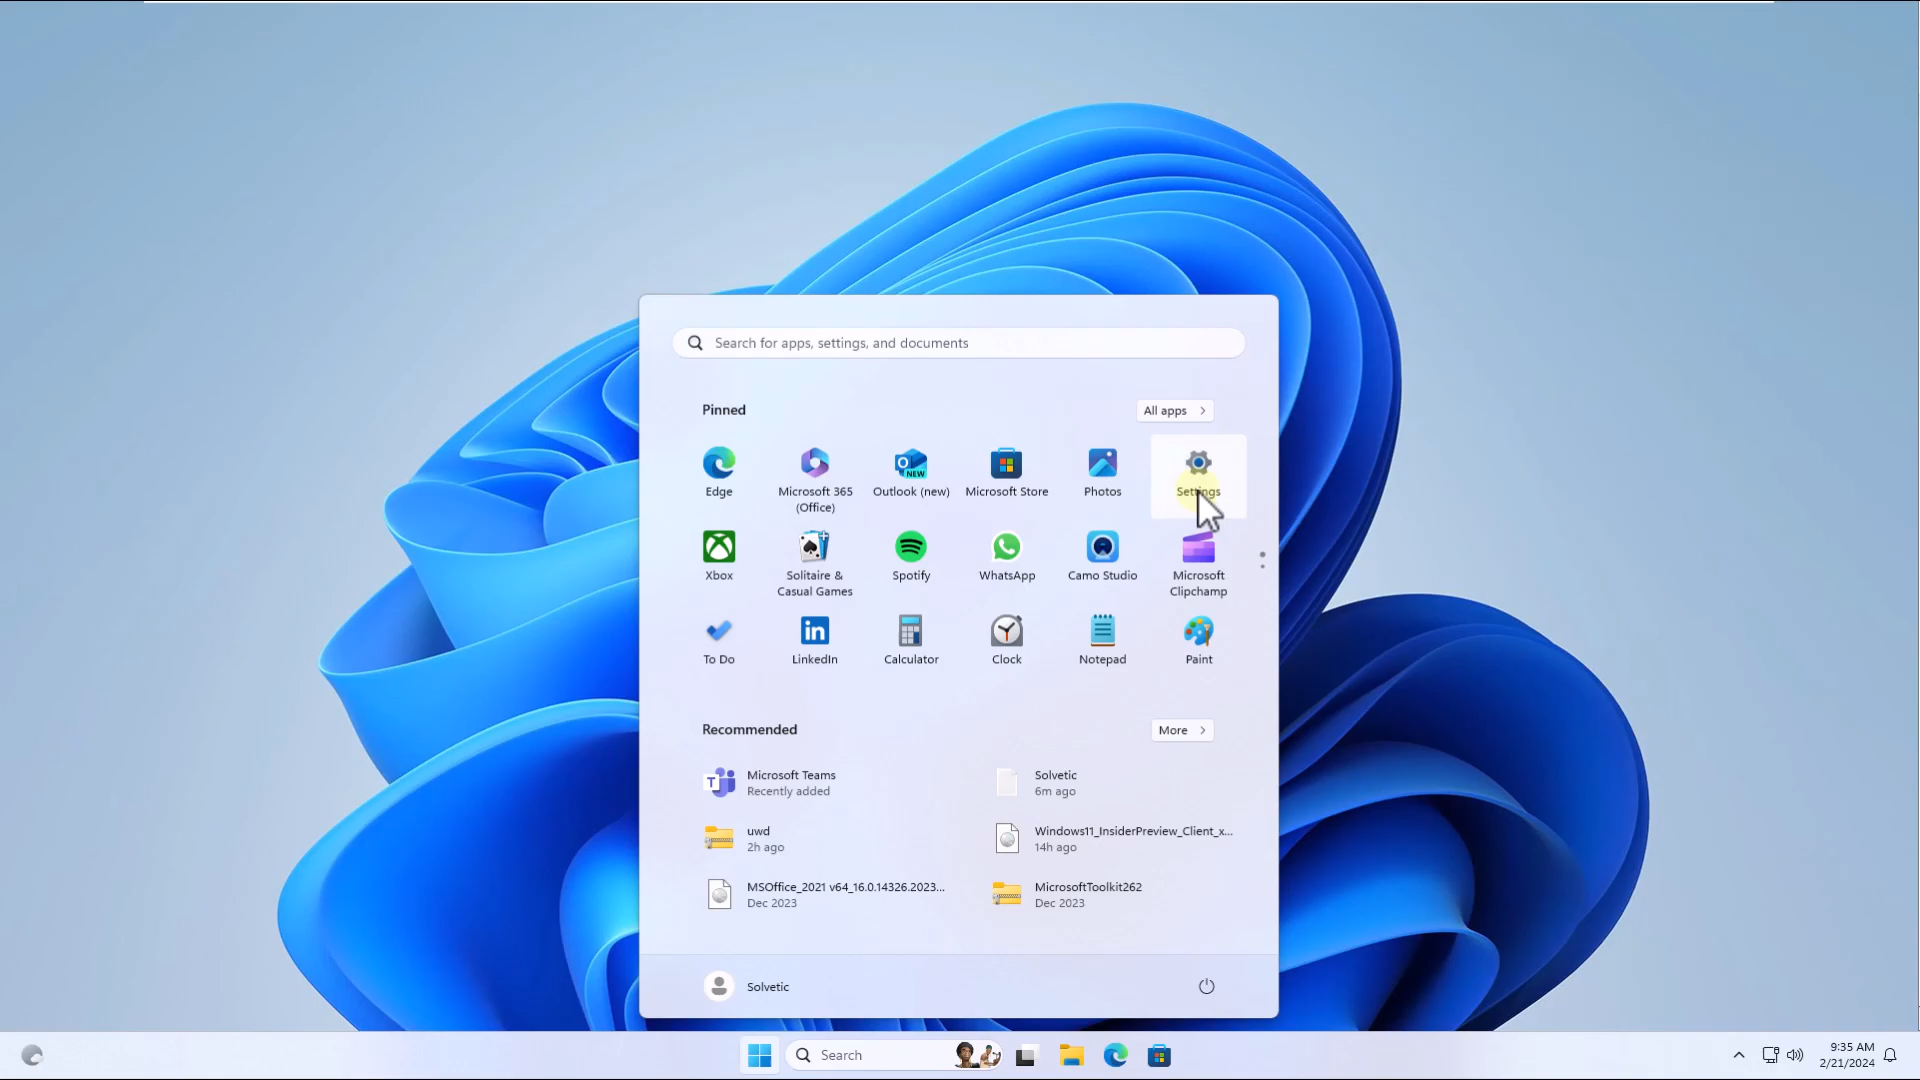 Search for apps, settings, and documents
Pinned
All apps
Edge
Microsoft 365
(Office)
NEW
Outlook (new)
Microsoft Store
Photos
Settings
Xbox
Solitaire &
Casual Games
Spotify
WhatsApp
Camo Studio
Microsoft
Clipchamp
To Do
in
LinkedIn
Calculator
Clock
Notepad
Paint
Recommended
More
T
Microsoft Teams
Recently added
Solvetic
6m ago
uwd
2h ago
Windows11_InsiderPreview_Client_x...
14h ago
MSOffice_2021 v64_16.0.14326.2023...
Dec 2023
MicrosoftToolkit262
Dec 2023
Solvetic
Search
9:35 AM
2/21/2024